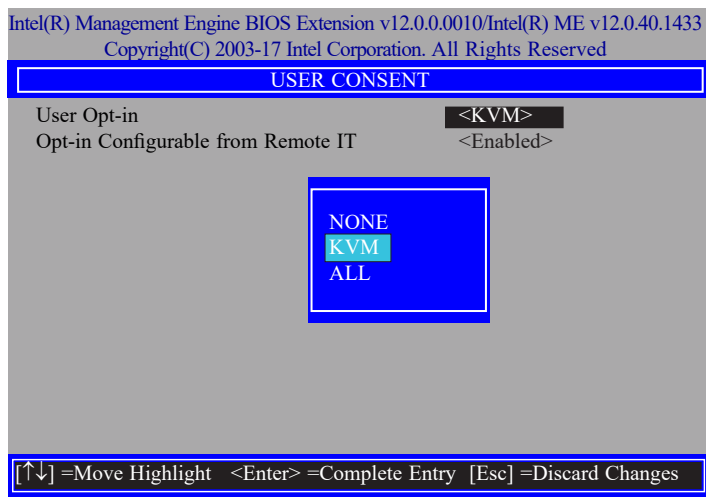 Intel(R) Management Engine BIOS Extension v12.0.0.0010/Intel(R) ME v12.0.40.1433
Copyright(C) 2003-17 Intel Corporation. All Rights Reserved
USER CONSENT
User Opt-in <KVM>
Opt-in Configurable from Remote IT <Enabled>
NONE
KVM
ALL
[↑↓] =Move Highlight <Enter> =Complete Entry [Esc] =Discard Changes